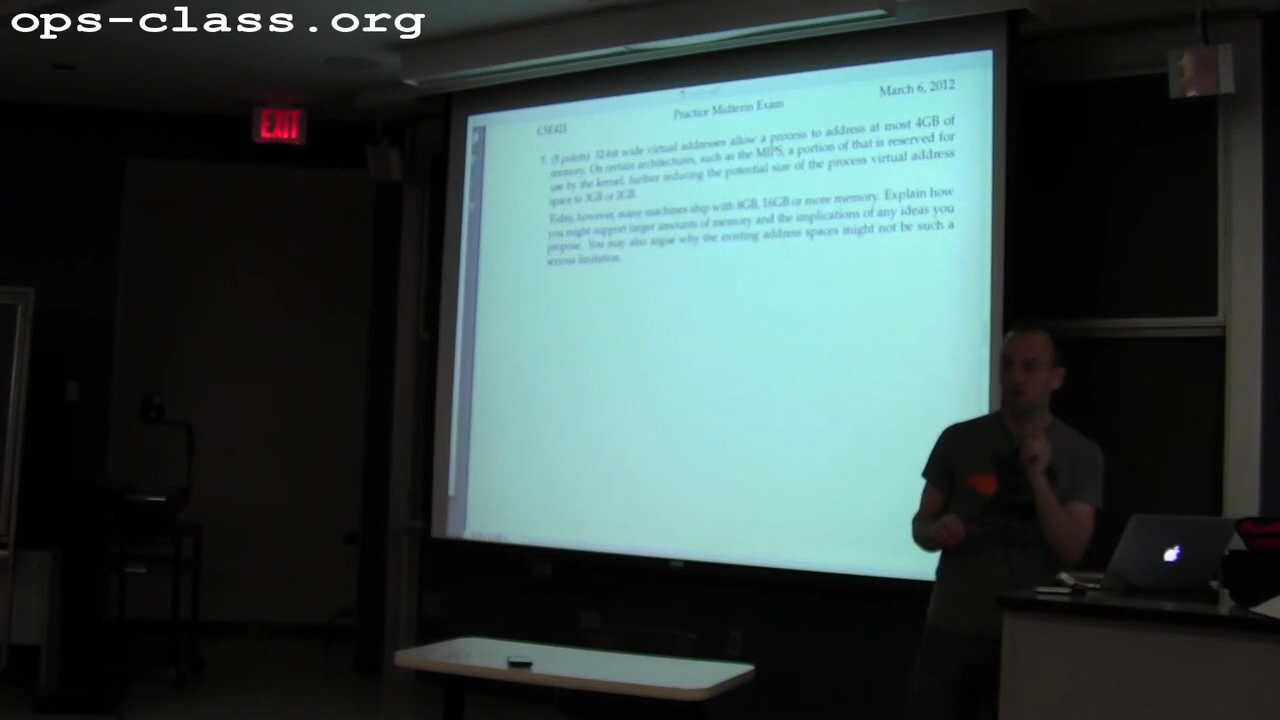 ops-class.org
EXIT
March 6, 2012
Practice Midterm Exam
CSE421
5. (5 points) 32-bit wide virtual addresses allow a process to address at most 4GB of
memory. On certain architectures, such as the MIPS, a portion of that is reserved for
use by the kernel, further reducing the potential size of the process virtual address
space to 3GB or 2GB.
Today, however, many machines ship with 8GB, 16GB or more memory. Explain how
you might support larger amounts of memory and the implications of any ideas you
propose. You may also argue why the existing address spaces might not be such a
serious limitation.